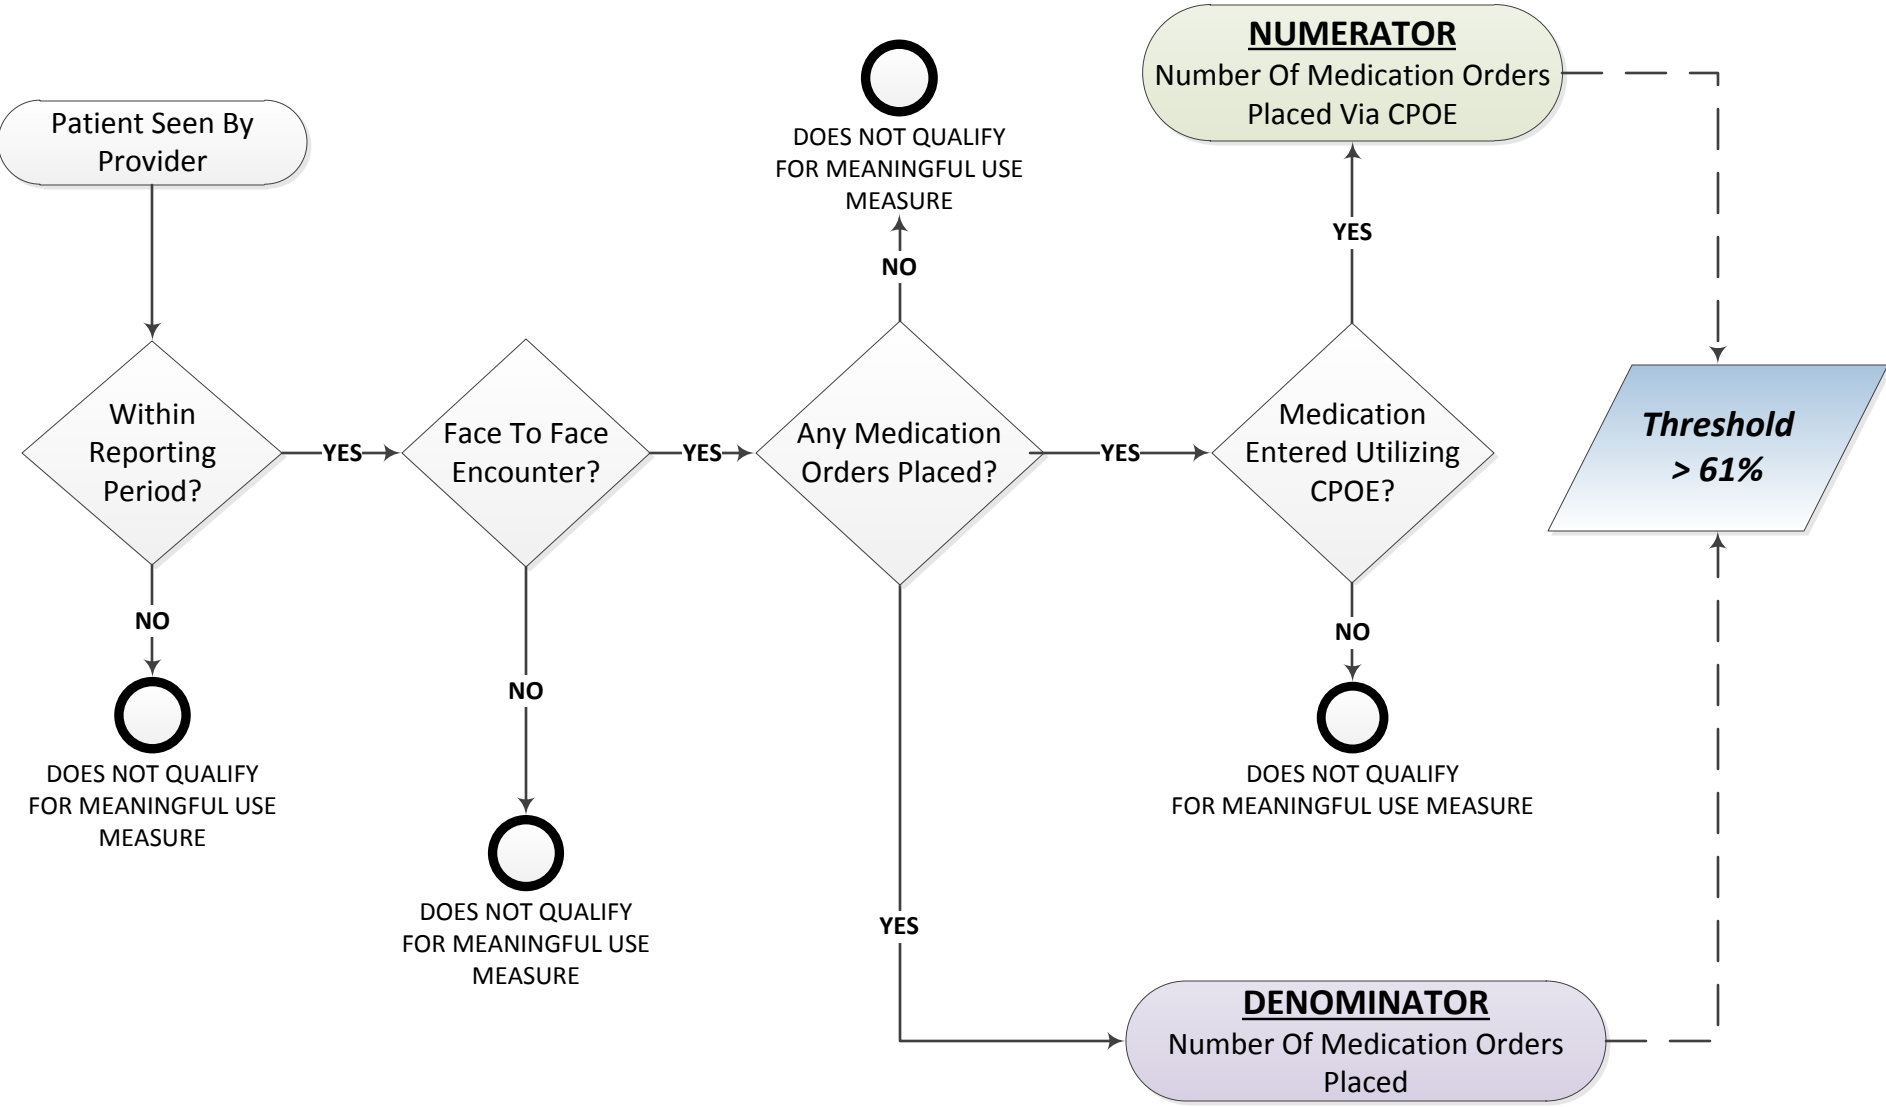 Patient Seen By
Provider
Within
Reporting
Period?
YES
NO
DOES NOT QUALIFY
FOR MEANINGFUL USE
MEASURE
Face To Face
Encounter?
YES
NO
DOES NOT QUALIFY
FOR MEANINGFUL USE
MEASURE
Any Medication
Orders Placed?
NO
DOES NOT QUALIFY
FOR MEANINGFUL USE
MEASURE
YES
YES
Medication
Entered Utilizing
CPOE?
YES
NUMERATOR
Number Of Medication Orders
Placed Via CPOE
NO
DOES NOT QUALIFY
FOR MEANINGFUL USE MEASURE
DENOMINATOR
Number Of Medication Orders
Placed
Threshold
> 61%